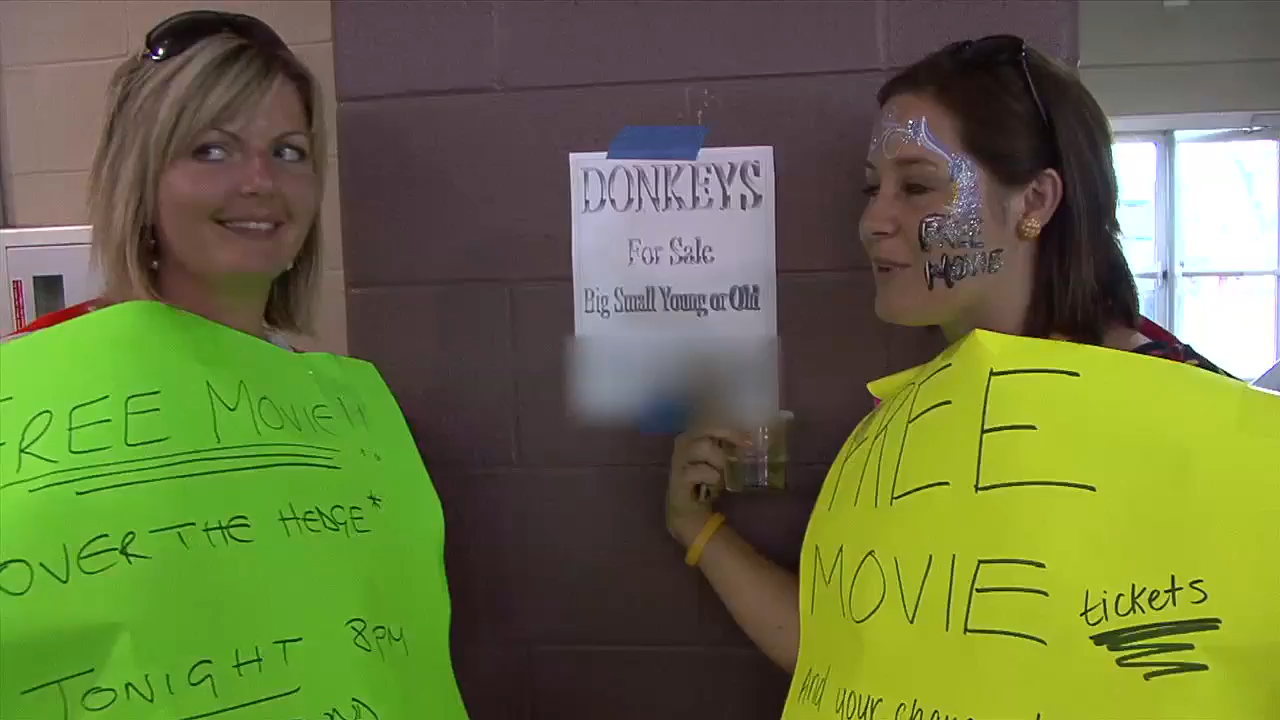 DONKEYS
For Sale
Big Small Young or Old
FREE
MOVIE
FREE MOVIE!!
OVER THE HEDGE*
TONIGHT 8PM
FREE
MOVIE tickets
And your